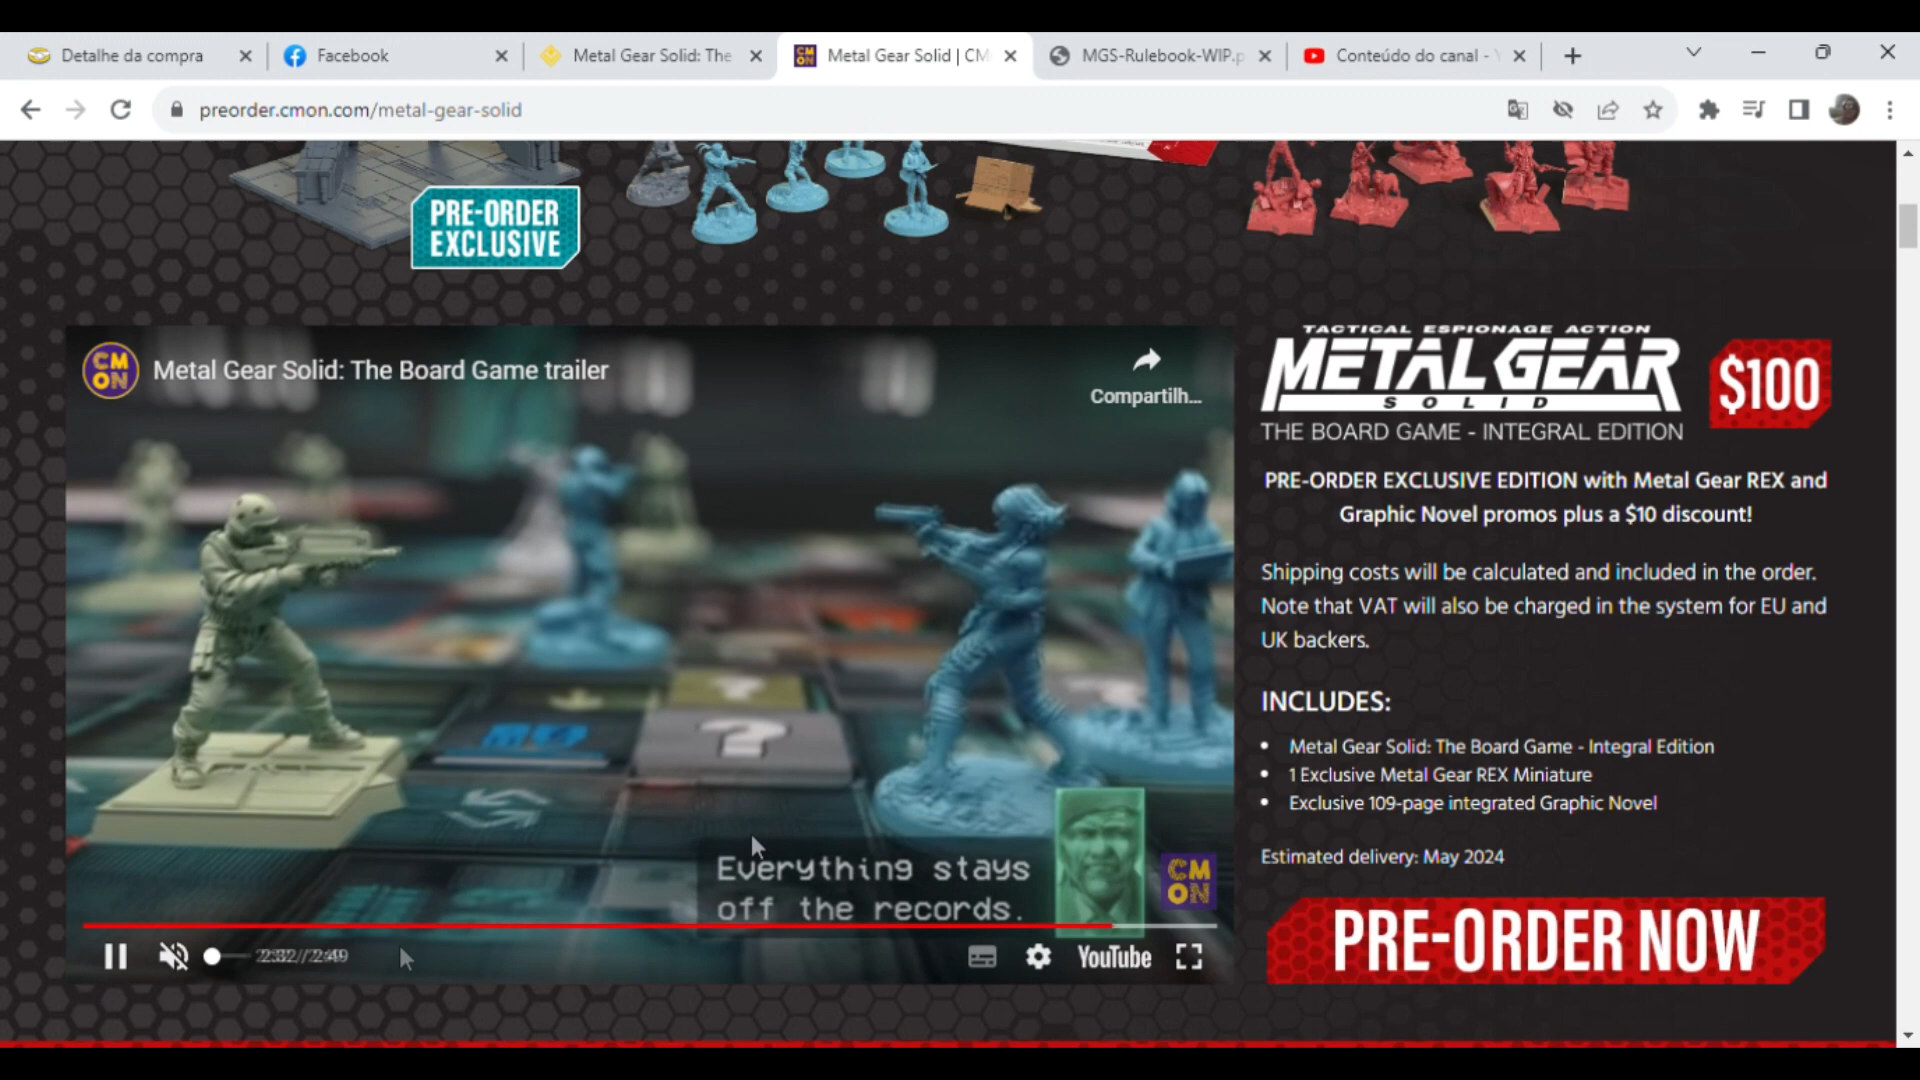 Detalhe da compra
Facebook
Metal Gear Solid: The
Metal Gear Solid | CM
MGS-Rulebook-WIP.p
Conteúdo do canal - Y
preorder.cmon.com/metal-gear-solid
PRE-ORDER
EXCLUSIVE
CM
ON
Metal Gear Solid: The Board Game trailer
Compartilh...
?
Everything stays
off the records.
CM
ON
2:49
YouTube
TACTICAL ESPIONAGE ACTION
METAL GEAR
SOLID
$100
THE BOARD GAME - INTEGRAL EDITION
PRE-ORDER EXCLUSIVE EDITION with Metal Gear REX and
Graphic Novel promos plus a $10 discount!
Shipping costs will be calculated and included in the order.
Note that VAT will also be charged in the system for EU and
UK backers.
INCLUDES:
• Metal Gear Solid: The Board Game - Integral Edition
• 1 Exclusive Metal Gear REX Miniature
• Exclusive 109-page integrated Graphic Novel
Estimated delivery: May 2024
PRE-ORDER NOW